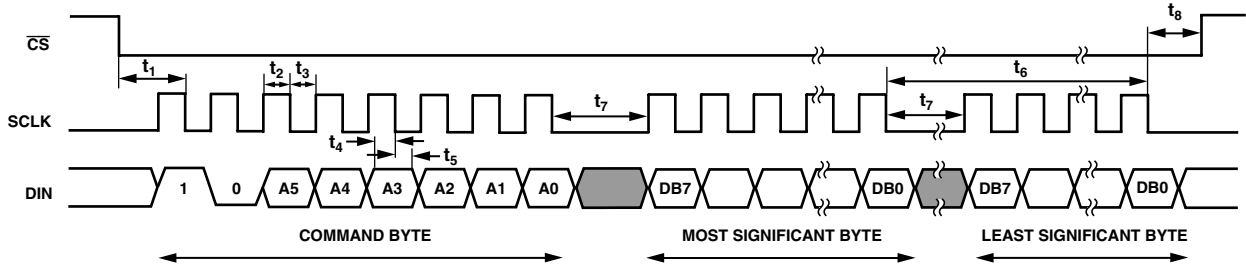 t8
CS
t1
t2
t3
t6
t7
t7
SCLK
t4
t5
DIN
1
0
A5
A4
A3
A2
A1
A0
DB7
DB0
DB7
DB0
COMMAND BYTE
MOST SIGNIFICANT BYTE
LEAST SIGNIFICANT BYTE